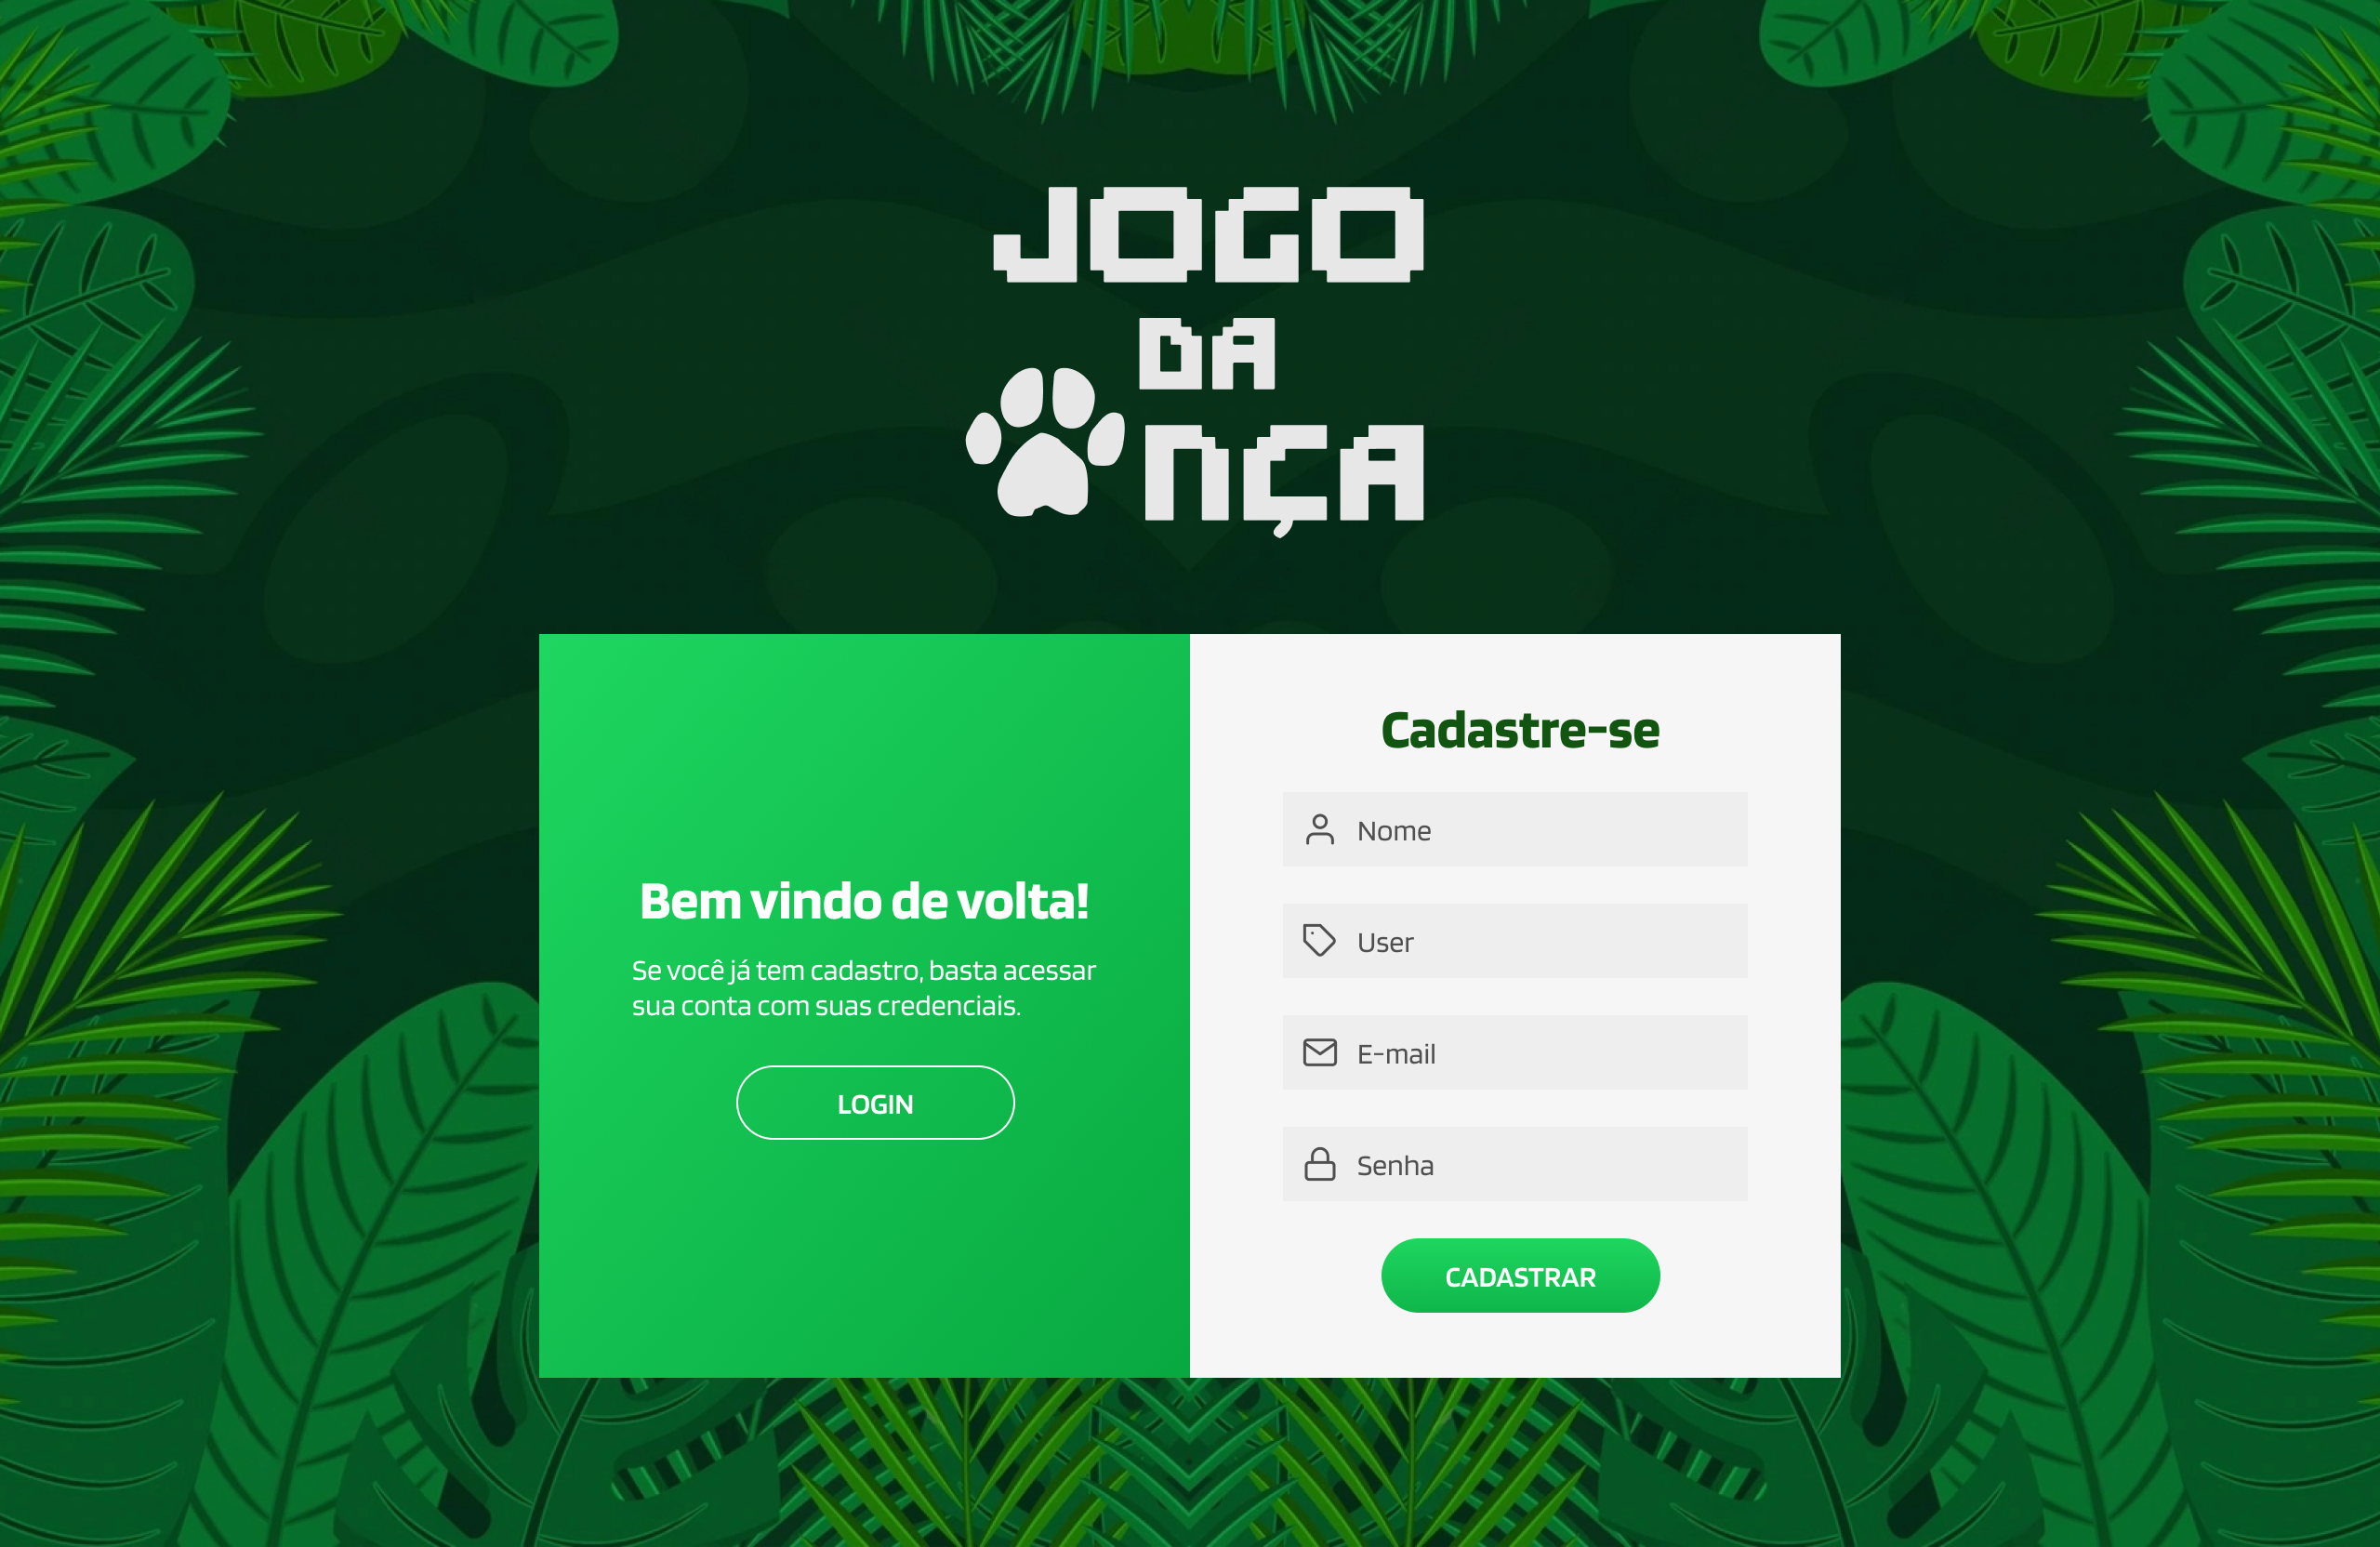 JOGO
DA
NÇA
Bem vindo de volta!
Se você já tem cadastro, basta acessar
sua conta com suas credenciais.
LOGIN
Cadastre-se
Nome
User
E-mail
Senha
CADASTRAR